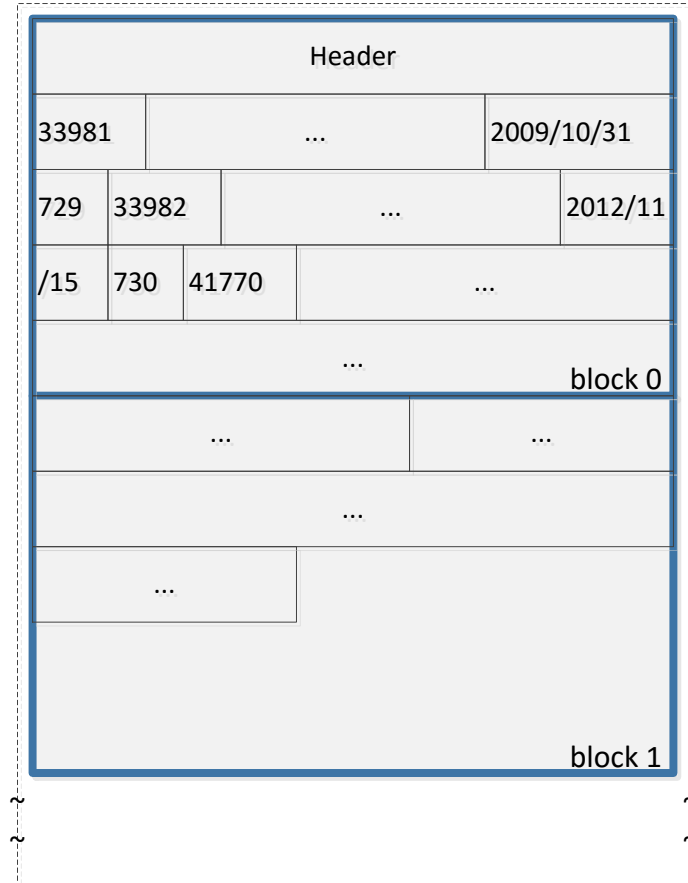 Header
33981 ... 2009/10/31
729 33982 ... 2012/11
/15 730 41770 ...
...
block 0
... ...
...
...
block 1
~ ~
~ ~